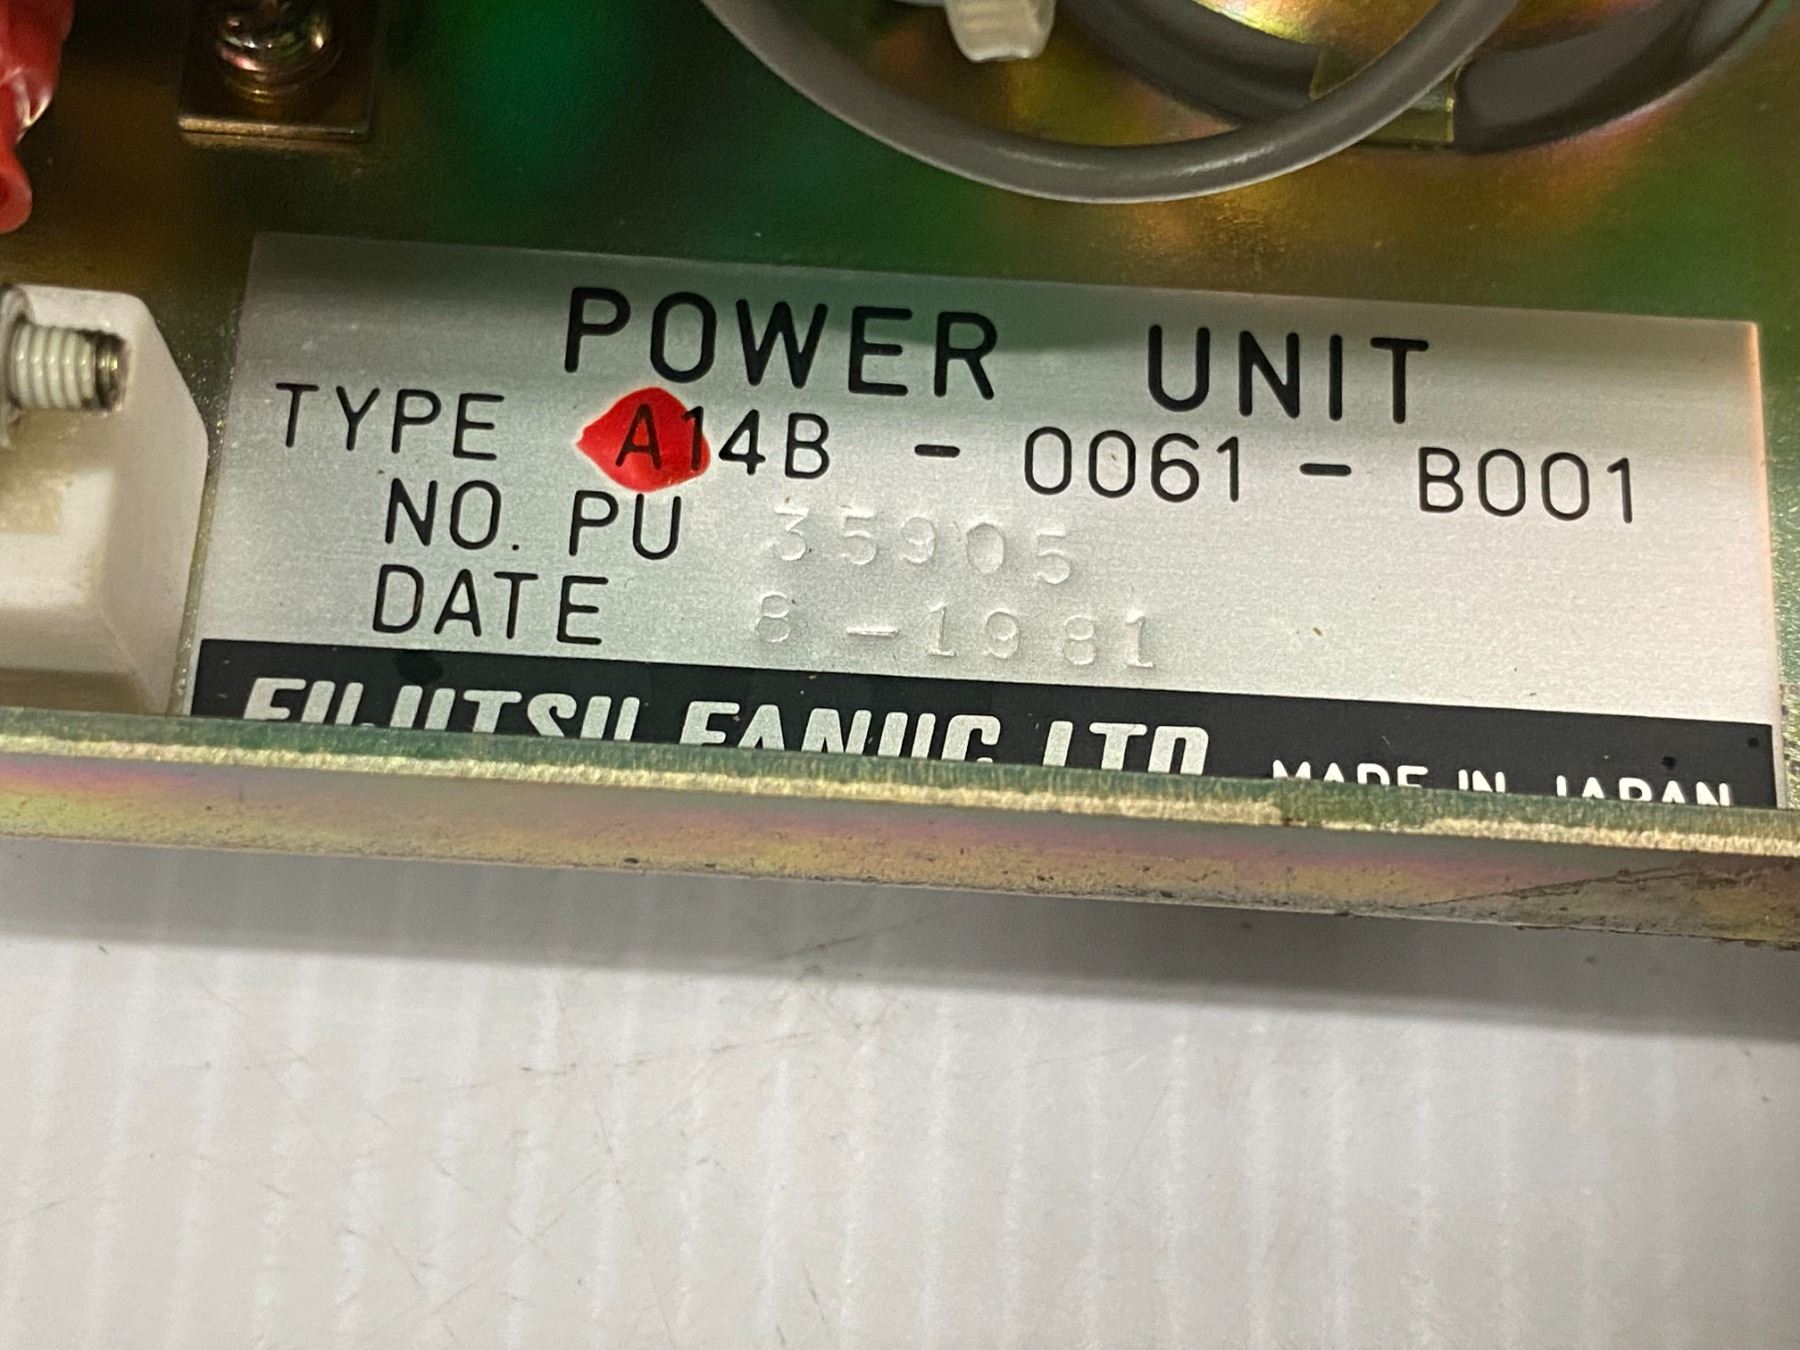 POWER UNIT
TYPE A14B - 0061 - B001
NO. PU 35905
DATE 8-1981
FUJITSU FANUC LTD MADE IN JAPAN